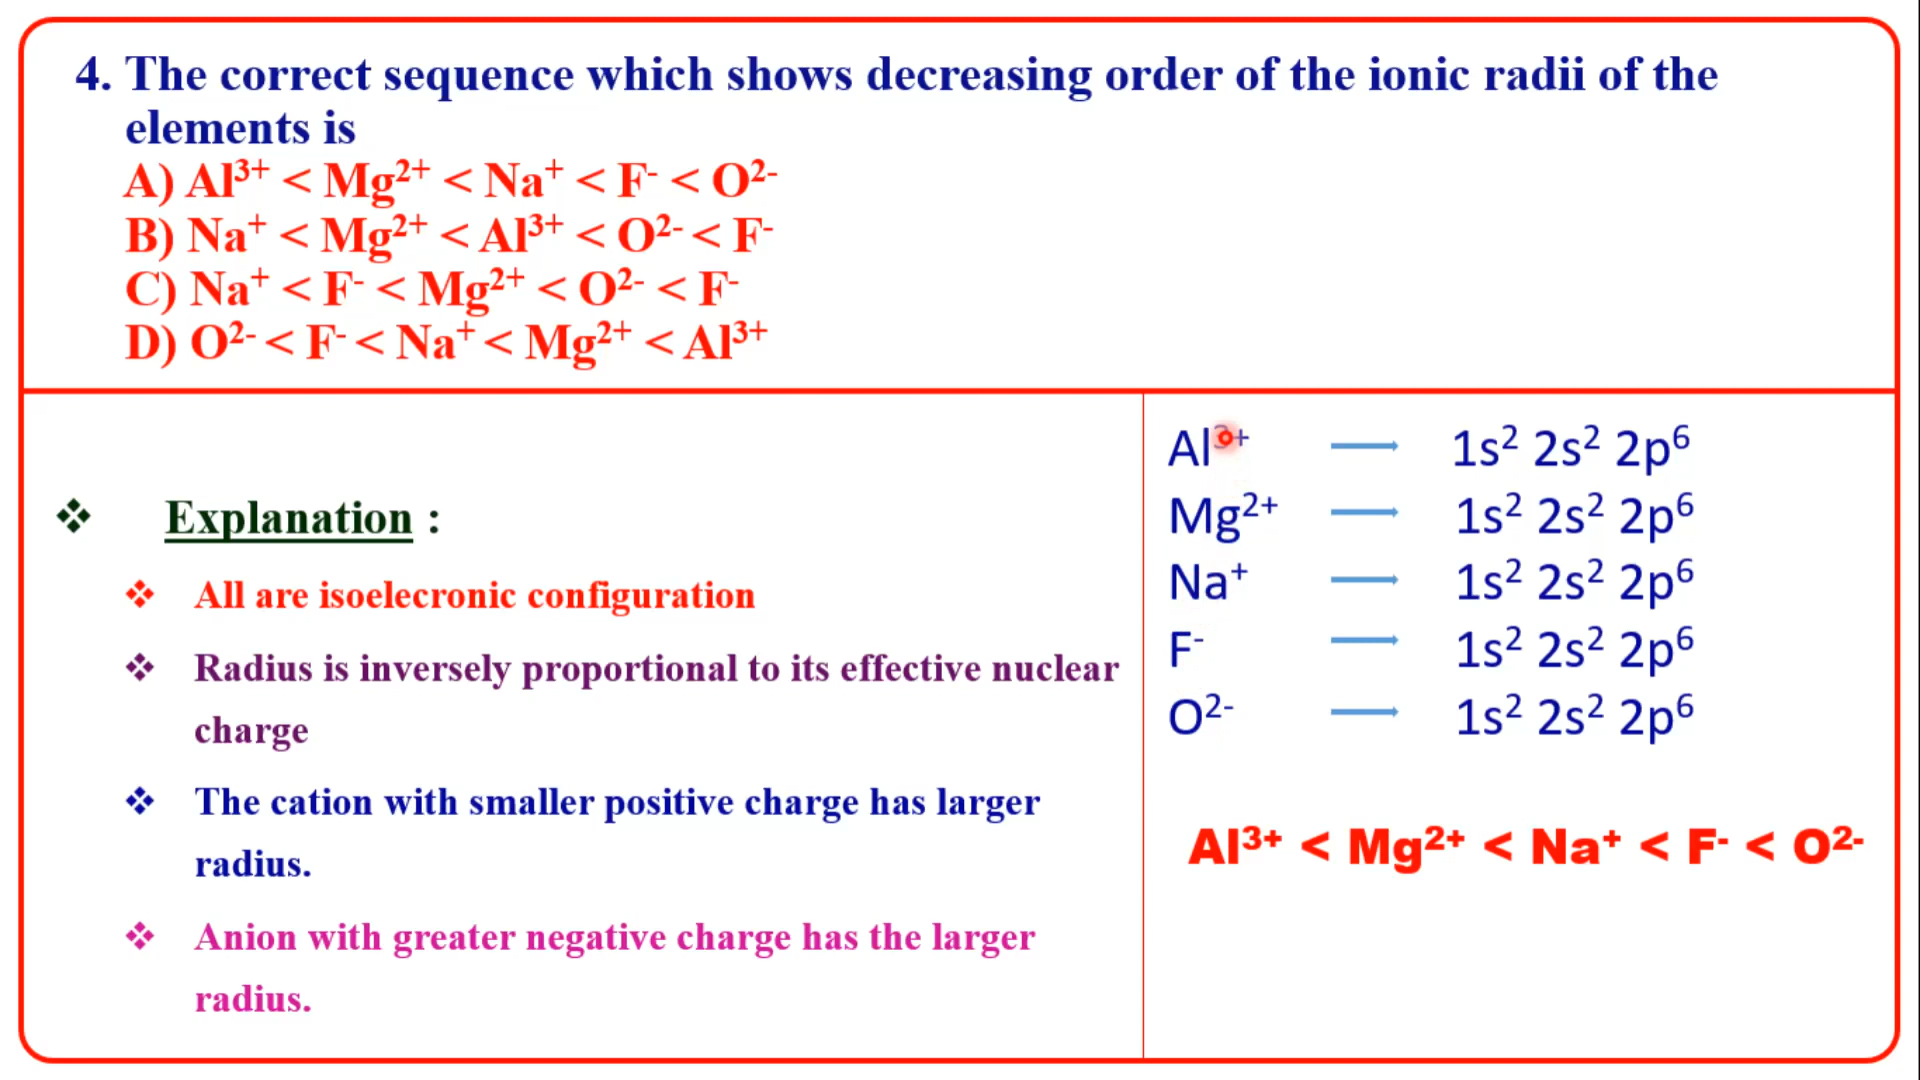 4. The correct sequence which shows decreasing order of the ionic radii of the
elements is
A) Al³⁺ < Mg²⁺ < Na⁺ < F⁻ < O²⁻
B) Na⁺ < Mg²⁺ < Al³⁺ < O²⁻ < F⁻
C) Na⁺ < F⁻ < Mg²⁺ < O²⁻ < F⁻
D) O²⁻ < F⁻ < Na⁺ < Mg²⁺ < Al³⁺
❖ Explanation :
❖ All are isoelecronic configuration
❖ Radius is inversely proportional to its effective nuclear
charge
❖ The cation with smaller positive charge has larger
radius.
❖ Anion with greater negative charge has the larger
radius.
Al³⁺ → 1s² 2s² 2p⁶
Mg²⁺ → 1s² 2s² 2p⁶
Na⁺ → 1s² 2s² 2p⁶
F⁻ → 1s² 2s² 2p⁶
O²⁻ → 1s² 2s² 2p⁶
Al³⁺ < Mg²⁺ < Na⁺ < F⁻ < O²⁻